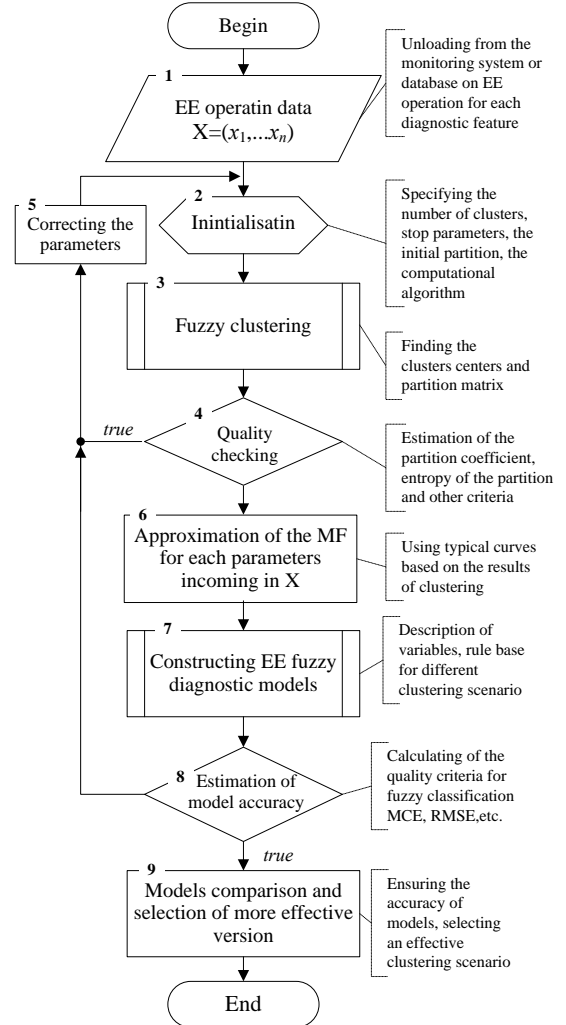 Begin
1
EE operatin data
X=(x1,...xn)
Unloading from the
monitoring system or
database on EE
operation for each
diagnostic feature
5
Correcting the
parameters
2
Inintialisatin
Specifying the
number of clusters,
stop parameters, the
initial partition, the
computational
algorithm
3
Fuzzy clustering
Finding the
clusters centers and
partition matrix
4
true
Quality
checking
Estimation of the
partition coefficient,
entropy of the partition
and other criteria
6
Approximation of the MF
for each parameters
incoming in X
Using typical curves
based on the results
of clustering
7
Constructing EE fuzzy
diagnostic models
Description of
variables, rule base
for different
clustering scenario
8
Estimation of
model accuracy
Calculating of the
quality criteria for
fuzzy classification
MCE, RMSE,etc.
true
9
Models comparison and
selection of more effective
version
Ensuring the
accuracy of
models, selecting
an effective
clustering scenario
End